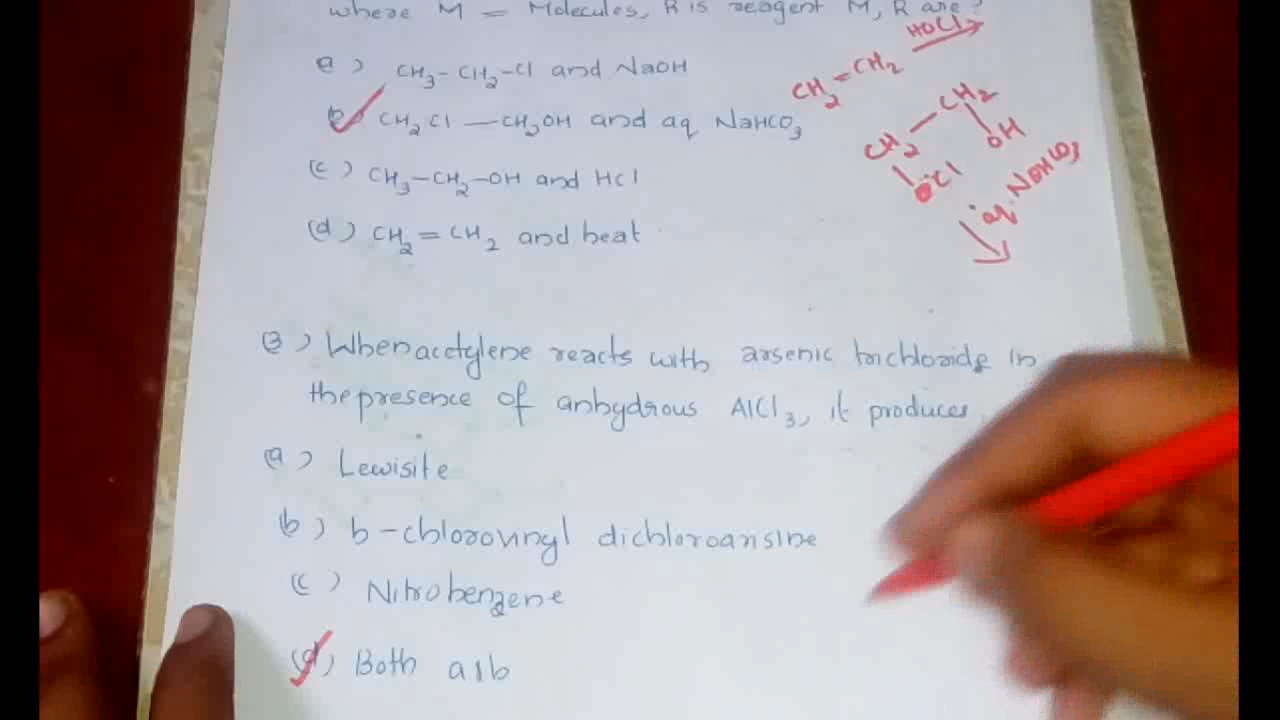 where M = Molecules, R is reagent M, R are?
a) CH3-CH2-Cl and NaOH
b) CH2Cl — CH2OH and aq NaHCO3
(c) CH3-CH2-OH and HCl
(d) CH2=CH2 and heat
CH2=CH2 HOCl
CH2 — CH2
Cl OH
aq. NaHCO3
3) When acetylene reacts with arsenic trichloride in
the presence of anhydrous AlCl3, it produces
(a) Lewisite
(b) b-chlorovinyl dichloroansine
(c) Nitrobenzene
(d) Both a & b